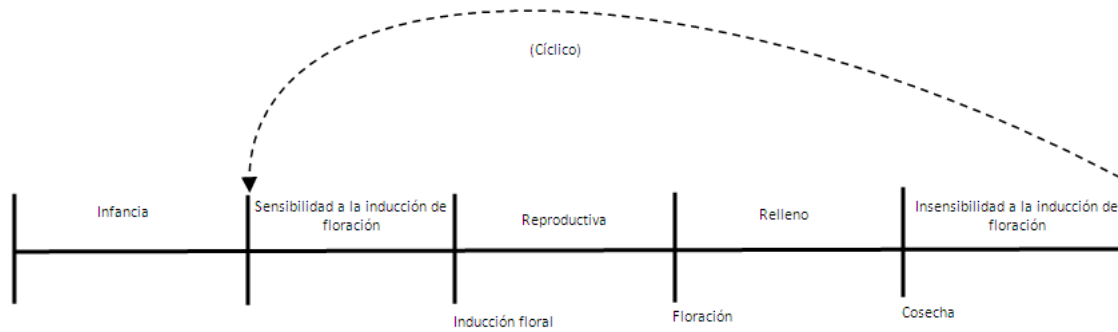 (Cíclico)
Infancia
Sensibilidad a la inducción de
floración
Reproductiva
Relleno
Insensibilidad a la inducción de
floración
Inducción floral
Floración
Cosecha